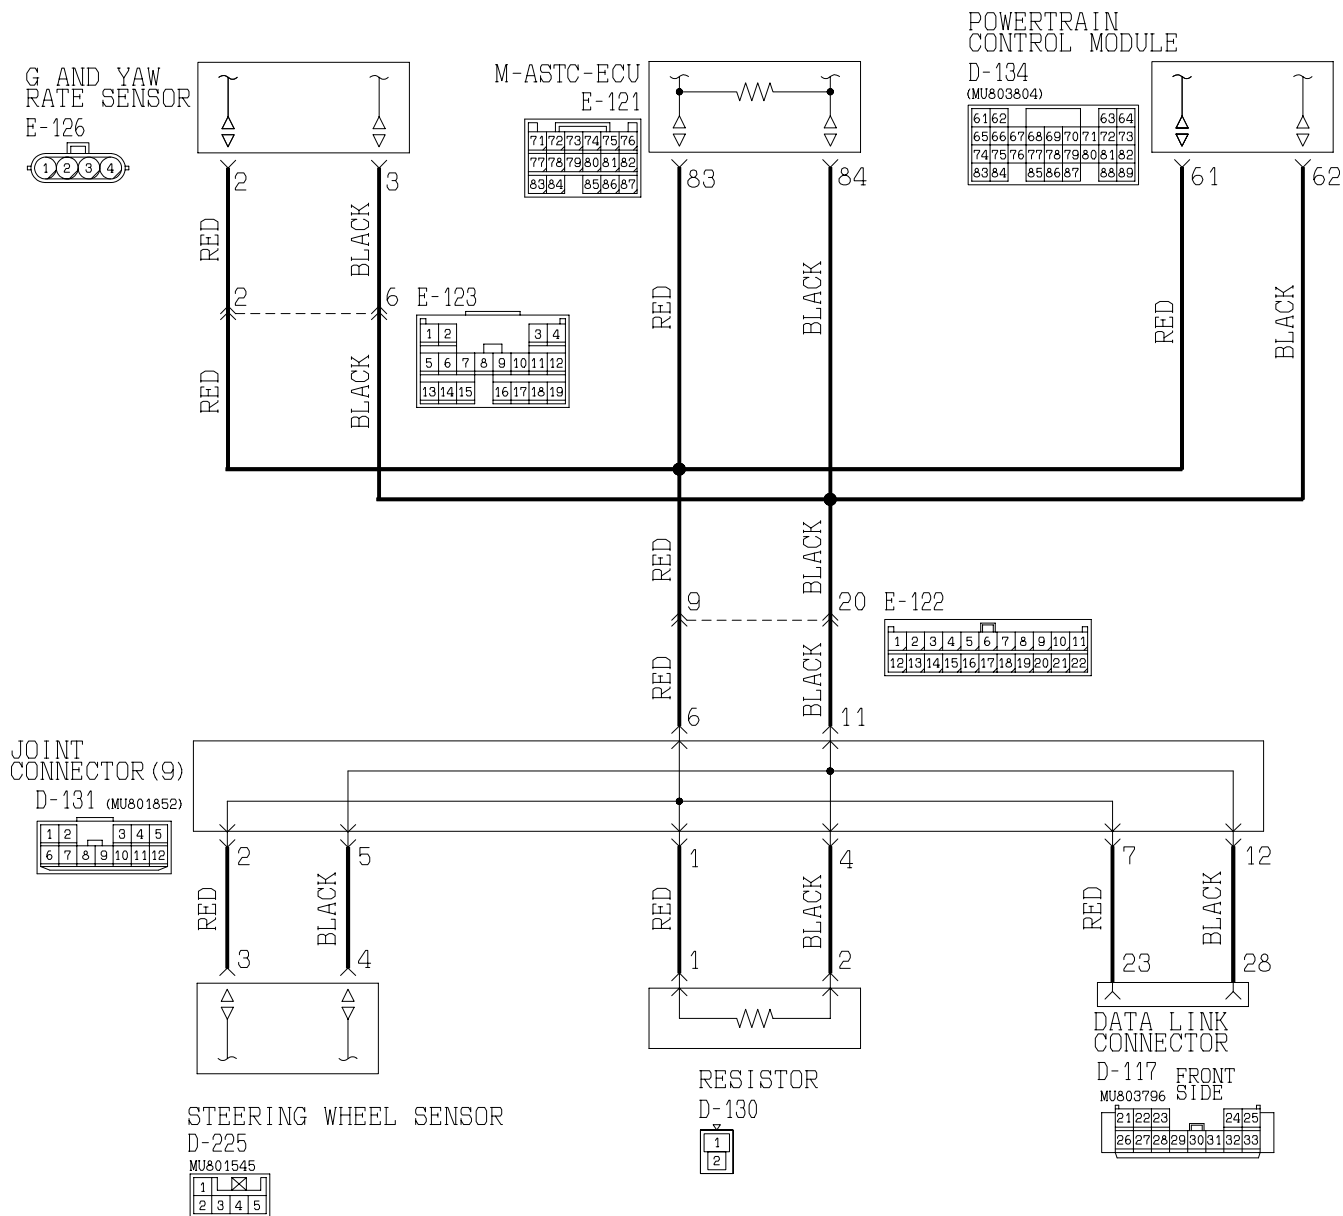 G AND YAW
RATE SENSOR
E-126
1 2 3 4
2
3
M-ASTC-ECU
E-121
71 72 73 74 75 76
77 78 79 80 81 82
83 84 85 86 87
83
84
POWERTRAIN
CONTROL MODULE
D-134
(MU803804)
61 62 63 64
65 66 67 68 69 70 71 72 73
74 75 76 77 78 79 80 81 82
83 84 85 86 87 88 89
61
62
RED
BLACK
RED
BLACK
RED
BLACK
2
6
E-123
1 2 3 4
5 6 7 8 9 10 11 12
13 14 15 16 17 18 19
RED
BLACK
RED
BLACK
9
20
E-122
1 2 3 4 5 6 7 8 9 10 11
12 13 14 15 16 17 18 19 20 21 22
RED
BLACK
6
11
JOINT
CONNECTOR(9)
D-131 (MU801852)
1 2 3 4 5
6 7 8 9 10 11 12
2
5
1
4
7
12
RED
BLACK
RED
BLACK
RED
BLACK
3
4
1
2
23
28
STEERING WHEEL SENSOR
D-225
MU801545
1
2 3 4 5
RESISTOR
D-130
1
2
DATA LINK
CONNECTOR
D-117
MU803796
FRONT
SIDE
21 22 23 24 25
26 27 28 29 30 31 32 33